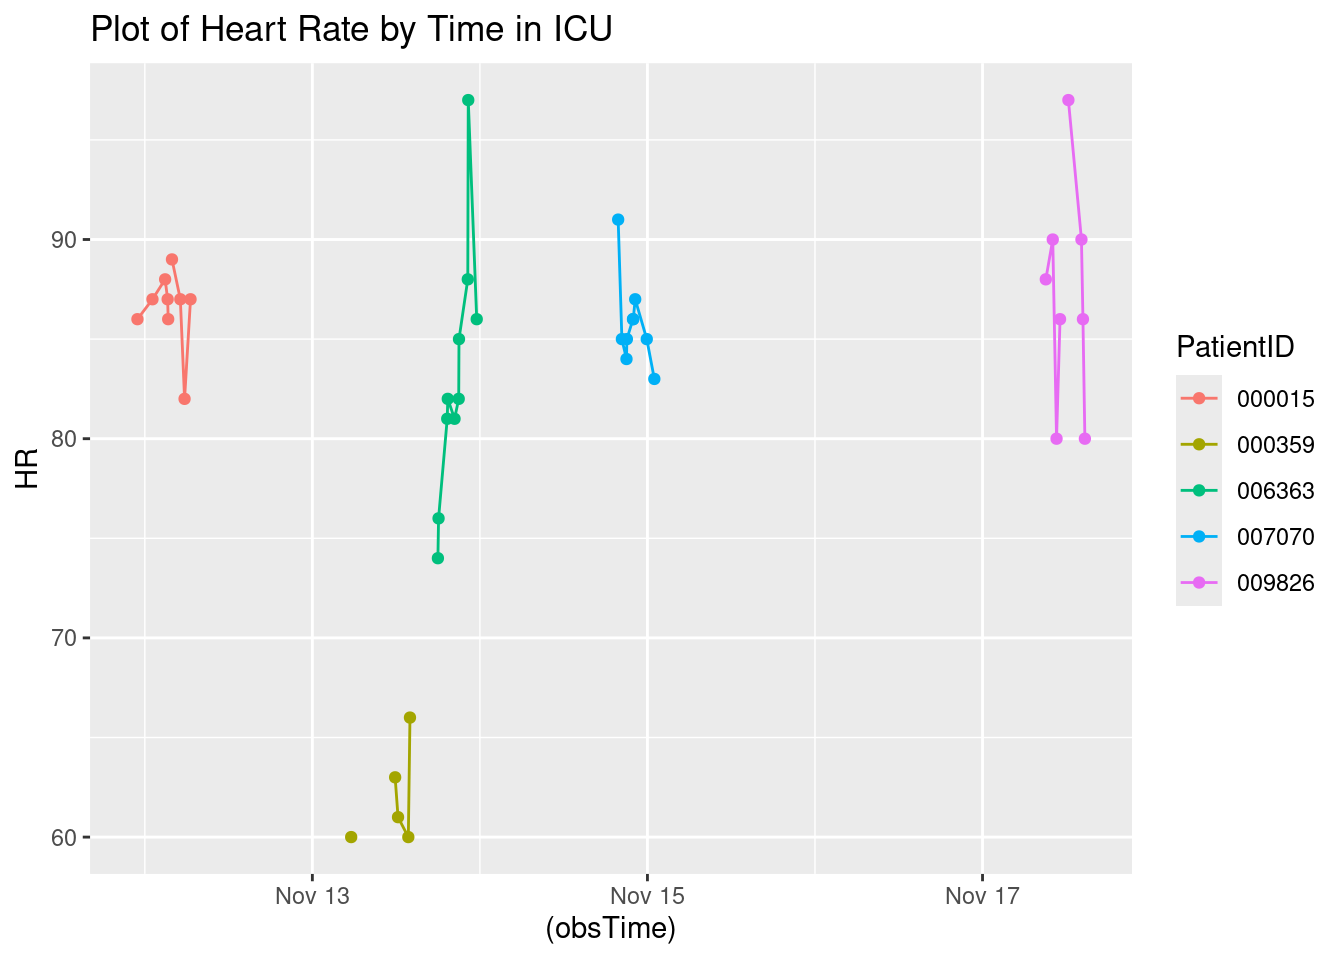 Plot of Heart Rate by Time in ICU
90
80
70
60
HR
Nov 13
Nov 15
Nov 17
(obsTime)
PatientID
000015
000359
006363
007070
009826